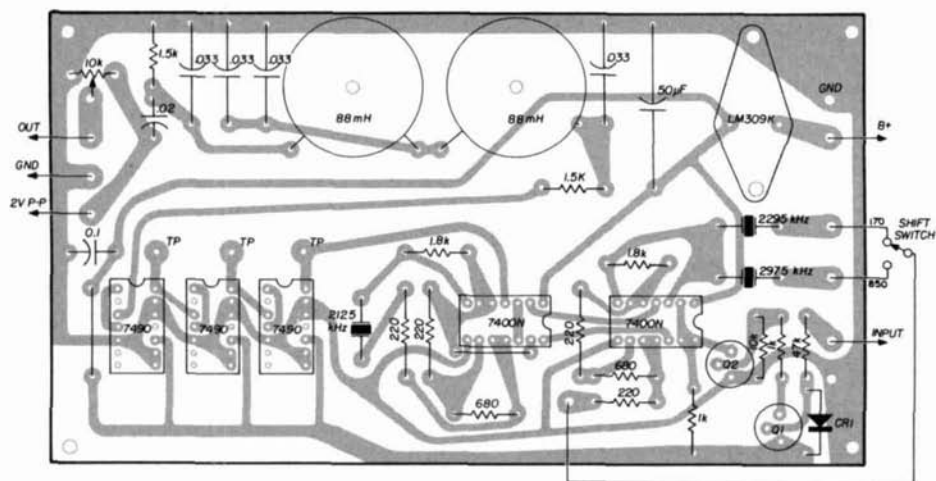 1.5k
.033
.033
.033
.033
10k
.02
88mH
88mH
50µF
LM309K
GND
OUT
B+
GND
1.5K
2V P-P
2295 kHz
170
SHIFT
SWITCH
0.1
TP
TP
TP
1.8k
1.8k
2975 kHz
850
7490
7490
7490
2125
kHz
220
220
7400N
220
7400N
10k
47k
INPUT
Q2
680
220
680
1k
Q1
CR1